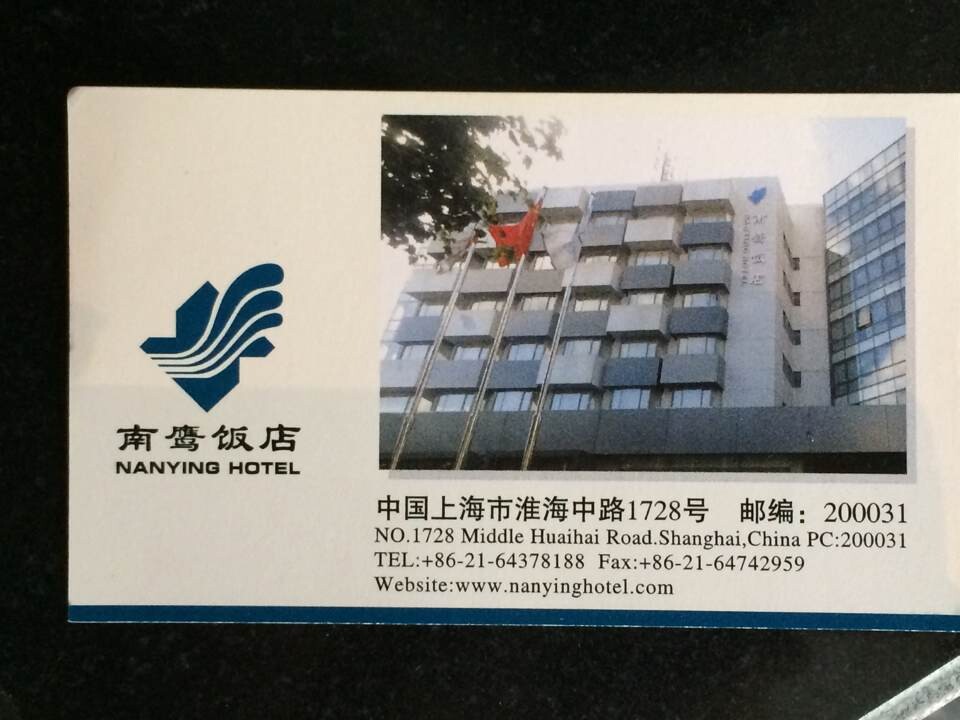 南鹰饭店
NANYING HOTEL
中国上海市淮海中路1728号 邮编：200031
NO.1728 Middle Huaihai Road.Shanghai,China PC:200031
TEL:+86-21-64378188 Fax:+86-21-64742959
Website:www.nanyinghotel.com